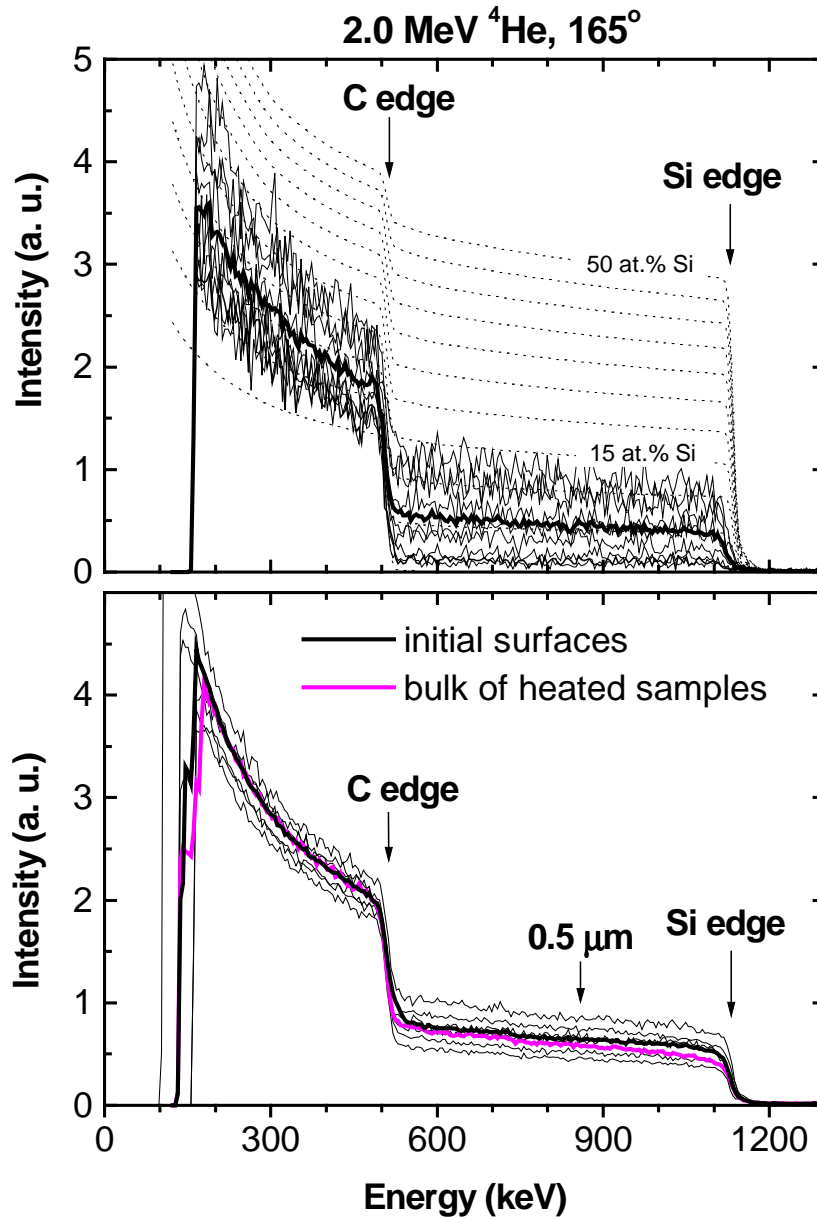 2.0 MeV ⁴He, 165°
5
C edge
4
Si edge
Intensity (a. u.)
3
50 at.% Si
2
1
15 at.% Si
0
initial surfaces
4
bulk of heated samples
C edge
Intensity (a. u.)
3
2
0.5 μm
Si edge
1
0
0
300
600
900
1200
Energy (keV)